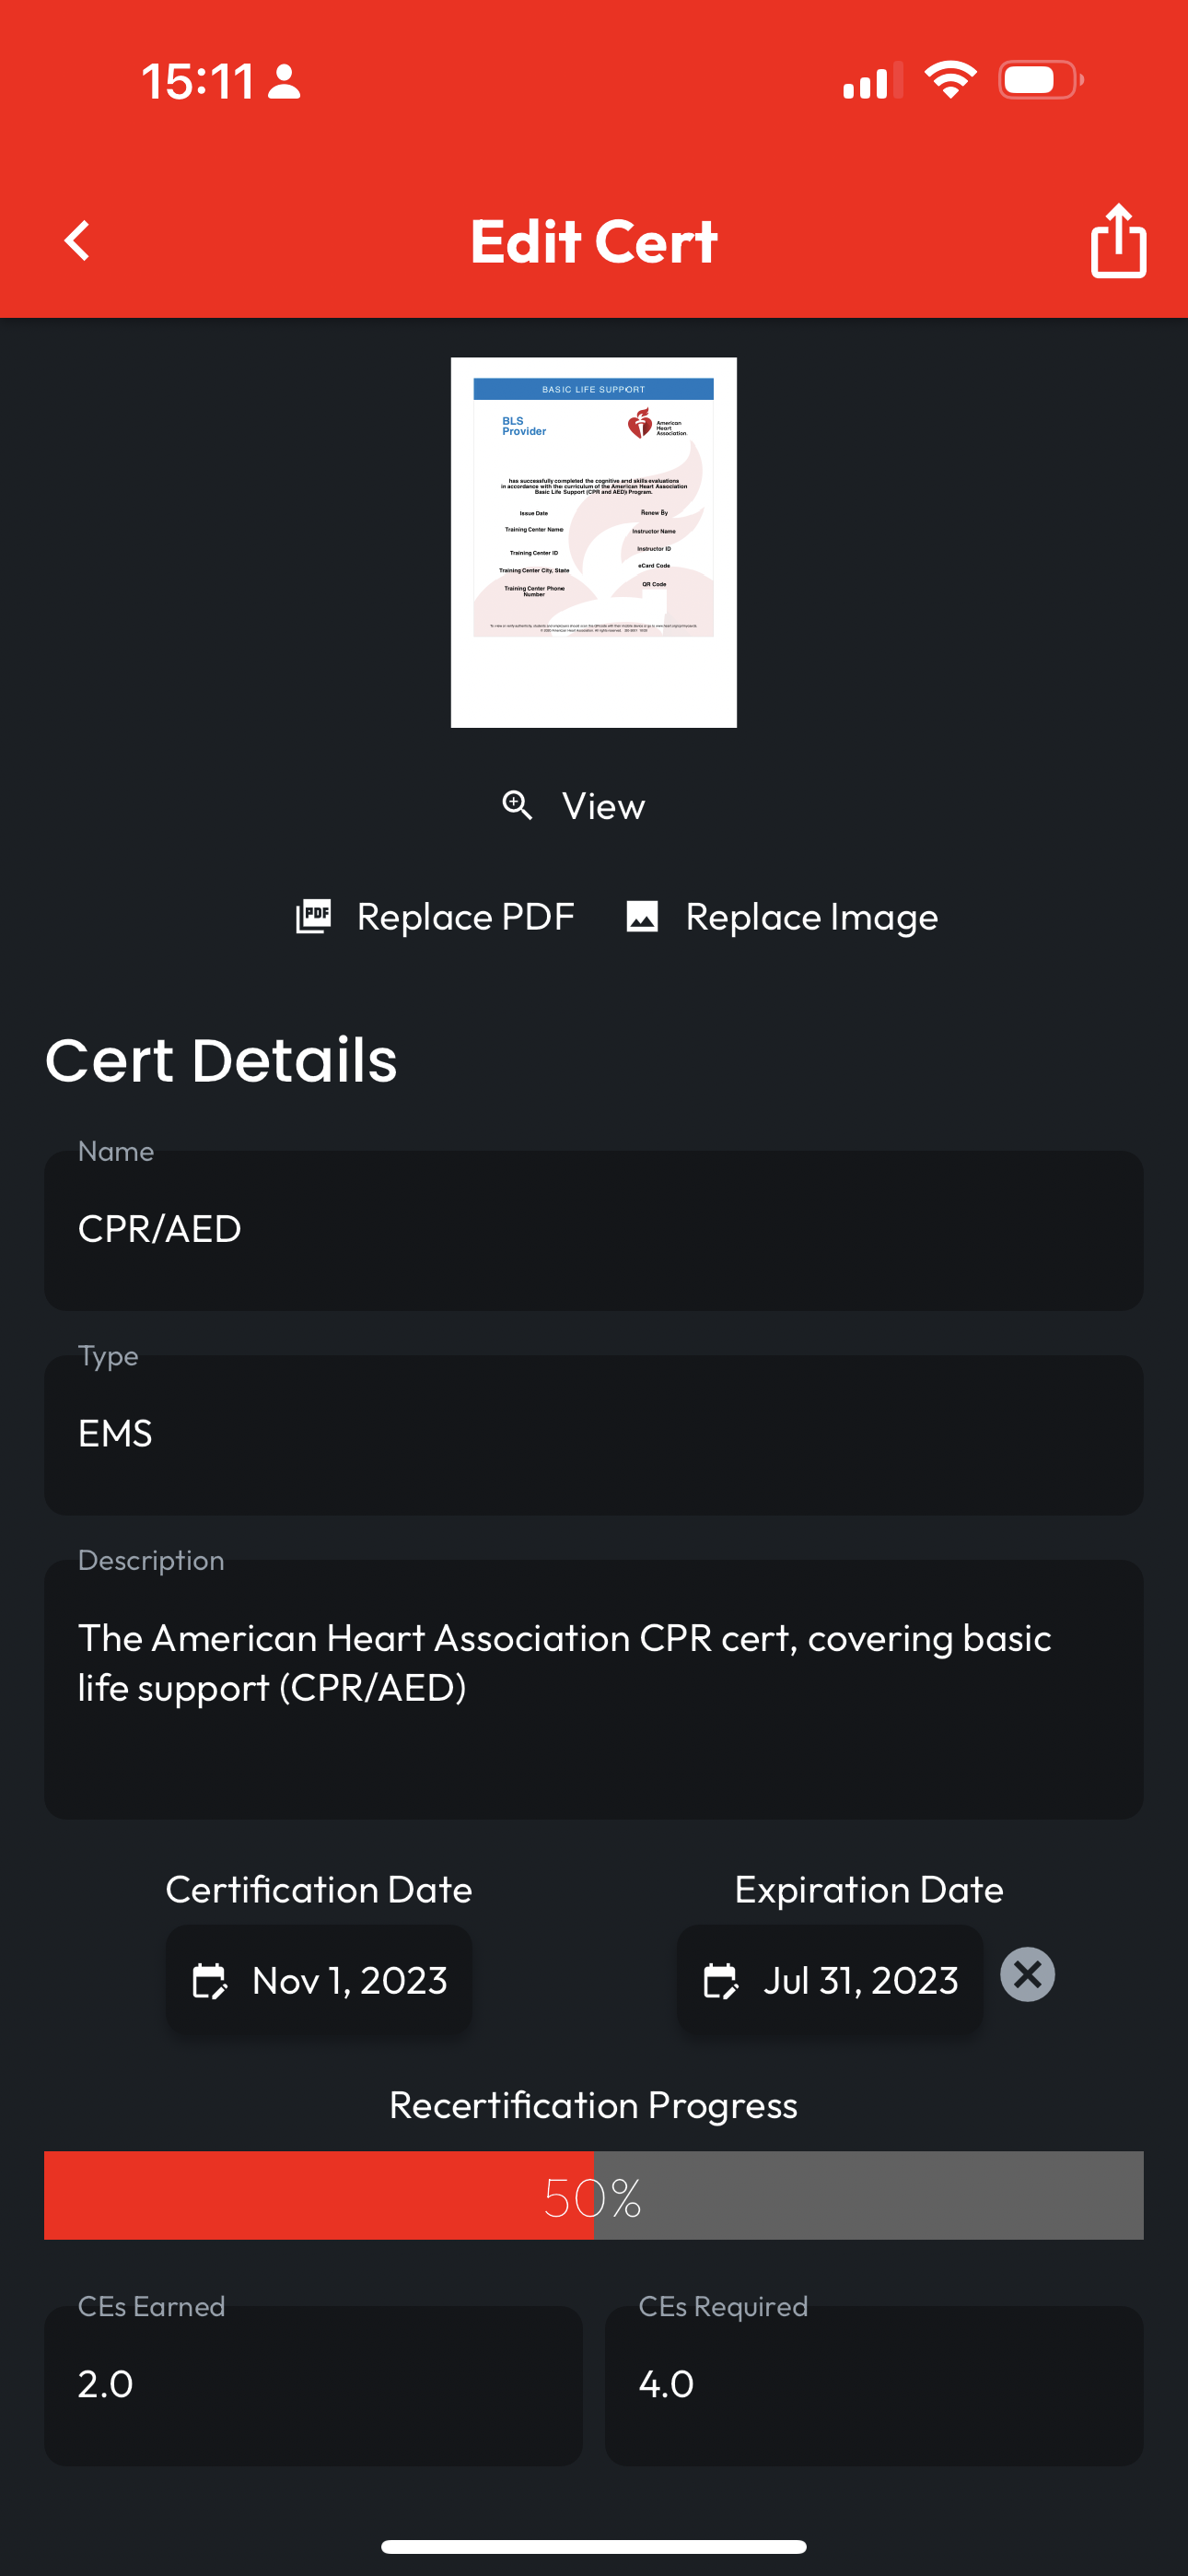 15:11
Edit Cert
BASIC LIFE SUPPORT
BLS
Provider
American
Heart
Association.
has successfully completed the cognitive and skills evaluations
in accordance with the curriculum of the American Heart Association
Basic Life Support (CPR and AED) Program.
Issue Date
Renew By
Training Center Name
Instructor Name
Instructor ID
Training Center ID
eCard Code
Training Center City, State
QR Code
Training Center Phone
Number
View
PDF
Replace PDF
Replace Image
Cert Details
Name
CPR/AED
Type
EMS
Description
The American Heart Association CPR cert, covering basic
life support (CPR/AED)
Certification Date
Expiration Date
Nov 1, 2023
Jul 31, 2023
Recertification Progress
50%
CEs Earned
CEs Required
2.0
4.0